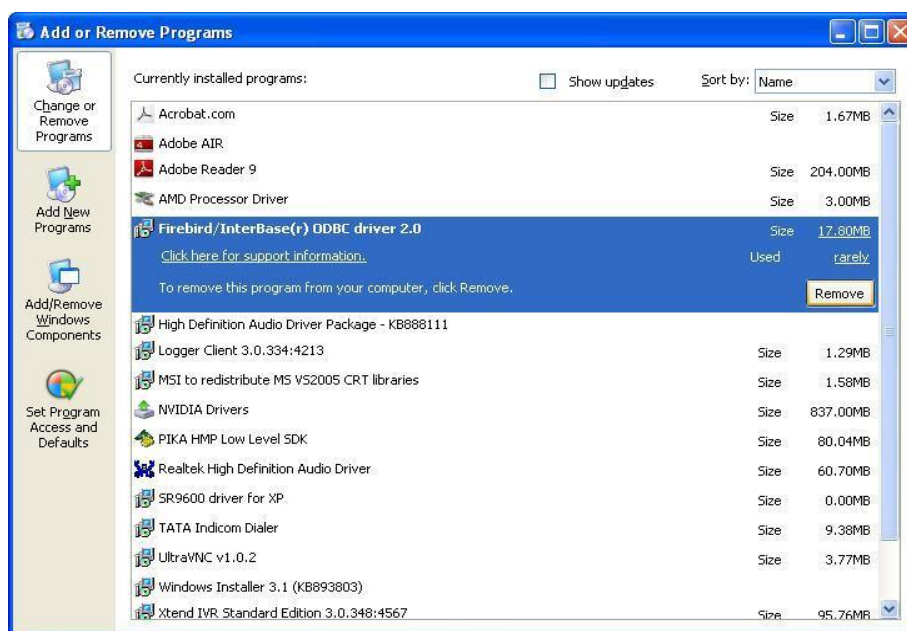 Add or Remove Programs
Change or
Remove
Programs
Add New
Programs
Add/Remove
Windows
Components
Set Program
Access and
Defaults
Currently installed programs: Show updates Sort by: Name
Acrobat.com Size 1.67MB
Adobe AIR
Adobe Reader 9 Size 204.00MB
AMD Processor Driver Size 3.00MB
Firebird/InterBase(r) ODBC driver 2.0 Size 17.80MB
Click here for support information. Used rarely
To remove this program from your computer, click Remove. Remove
High Definition Audio Driver Package - KB888111
Logger Client 3.0.334:4213 Size 1.29MB
MSI to redistribute MS VS2005 CRT libraries Size 1.58MB
NVIDIA Drivers Size 837.00MB
PIKA HMP Low Level SDK Size 80.04MB
Realtek High Definition Audio Driver Size 60.70MB
SR9600 driver for XP Size 0.00MB
TATA Indicom Dialer Size 9.38MB
UltraVNC v1.0.2 Size 3.77MB
Windows Installer 3.1 (KB893803)
Xtend IVR Standard Edition 3.0.348:4567 Size 95.76MB